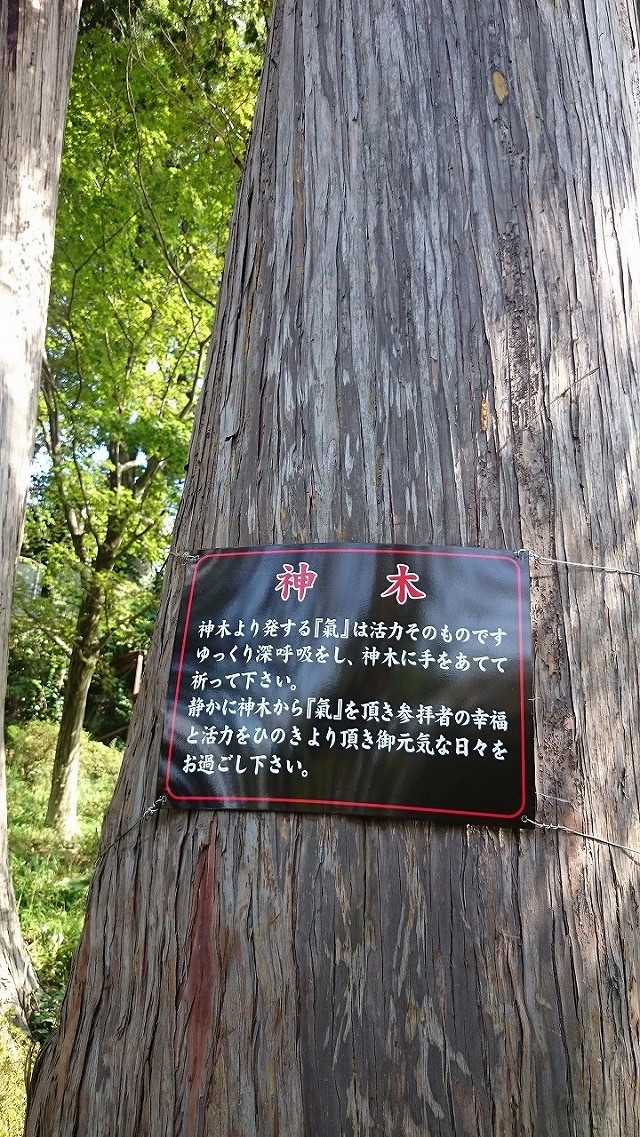 神木
神木より発する『氣』は活力そのものです
ゆっくり深呼吸をし、神木に手をあてて
祈って下さい。
静かに神木から『氣』を頂き参拝者の幸福
と活力をひのきより頂き御元気な日々を
お過ごし下さい。